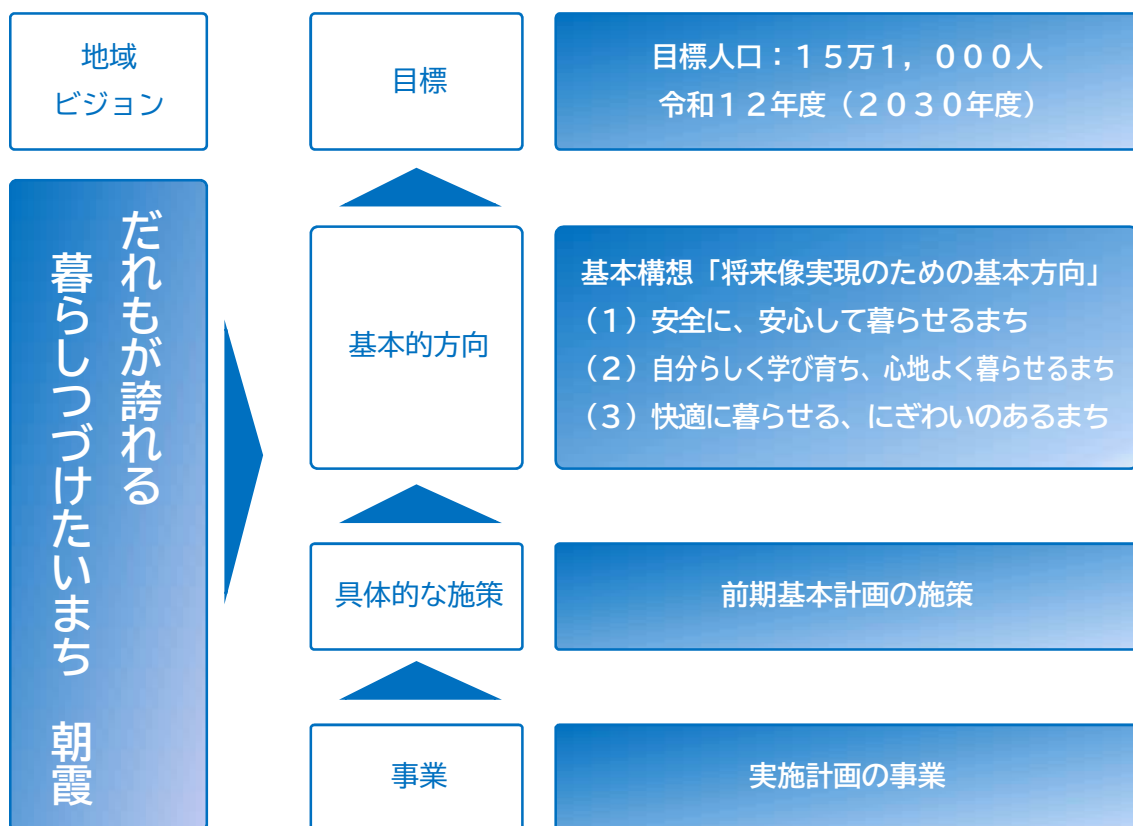 地域
ビジョン
だれもが誇れる
暮らしつづけたいまち　朝霞
目標
目標人口：１５万１，０００人
令和１２年度（２０３０年度）
基本的方向
基本構想「将来像実現のための基本方向」
（１）安全に、安心して暮らせるまち
（２）自分らしく学び育ち、心地よく暮らせるまち
（３）快適に暮らせる、にぎわいのあるまち
具体的な施策
前期基本計画の施策
事業
実施計画の事業